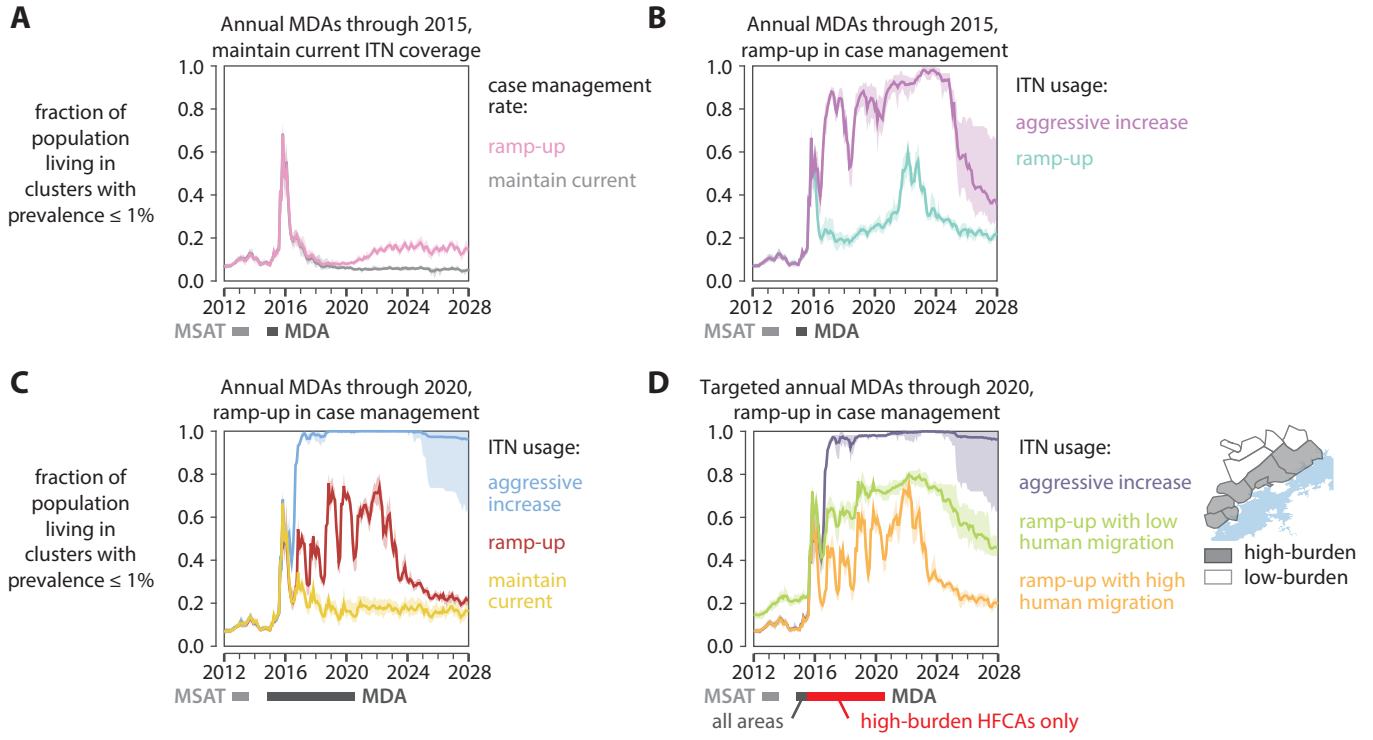 A
Annual MDAs through 2015,
maintain current ITN coverage
fraction of
population
living in
clusters with
prevalence ≤ 1%
1.0
0.8
0.6
0.4
0.2
0.0
2012 2016 2020 2024 2028
MSAT MDA
case management
rate:
ramp-up
maintain current
B
Annual MDAs through 2015,
ramp-up in case management
1.0
0.8
0.6
0.4
0.2
0.0
2012 2016 2020 2024 2028
MSAT MDA
ITN usage:
aggressive increase
ramp-up
C
Annual MDAs through 2020,
ramp-up in case management
fraction of
population
living in
clusters with
prevalence ≤ 1%
1.0
0.8
0.6
0.4
0.2
0.0
2012 2016 2020 2024 2028
MSAT MDA
ITN usage:
aggressive
increase
ramp-up
maintain
current
D
Targeted annual MDAs through 2020,
ramp-up in case management
1.0
0.8
0.6
0.4
0.2
0.0
2012 2016 2020 2024 2028
MSAT MDA
all areas high-burden HFCAs only
ITN usage:
aggressive increase
ramp-up with low
human migration
ramp-up with high
human migration
high-burden
low-burden